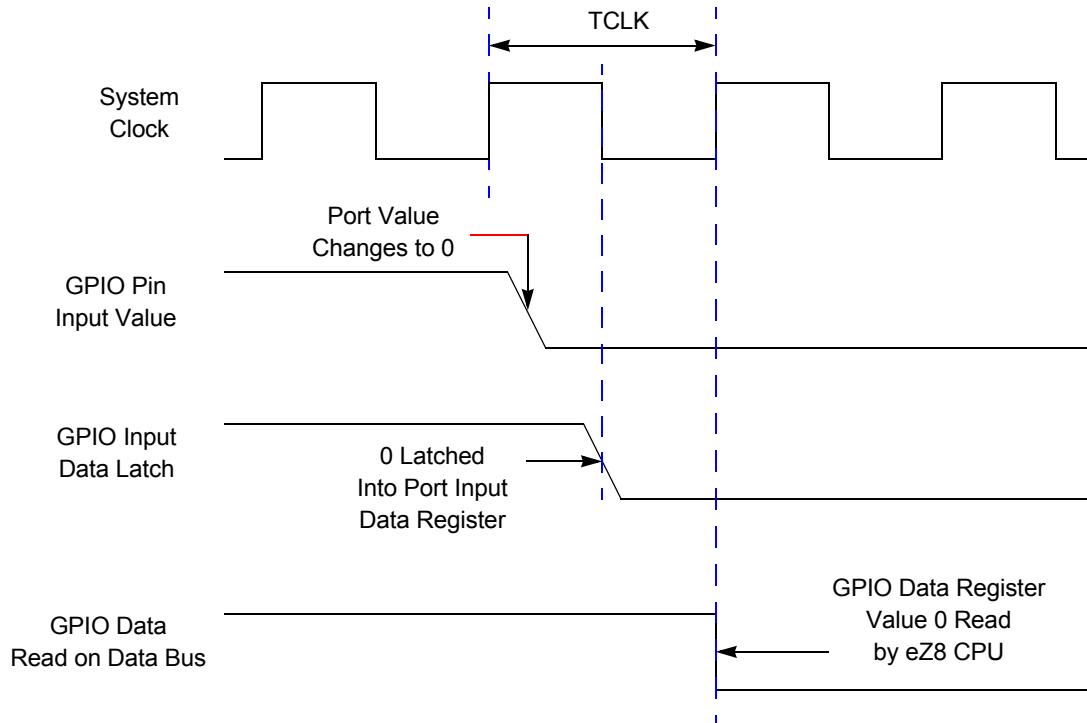 TCLK
System
Clock
Port Value
Changes to 0
GPIO Pin
Input Value
GPIO Input
Data Latch
0 Latched
Into Port Input
Data Register
GPIO Data
Read on Data Bus
GPIO Data Register
Value 0 Read
by eZ8 CPU